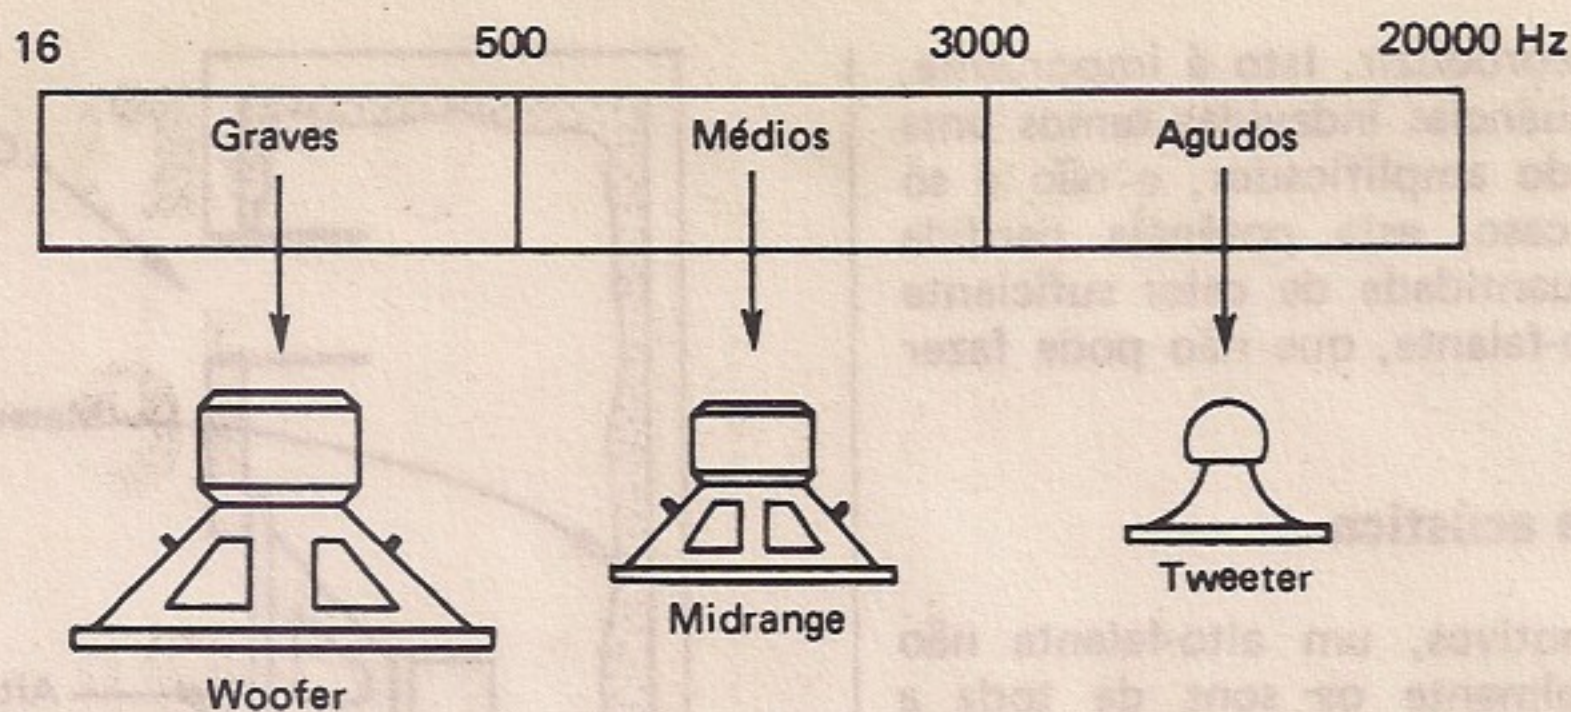 16 500 3000 20000 Hz
Graves Médios Agudos
Tweeter
Midrange
Woofer